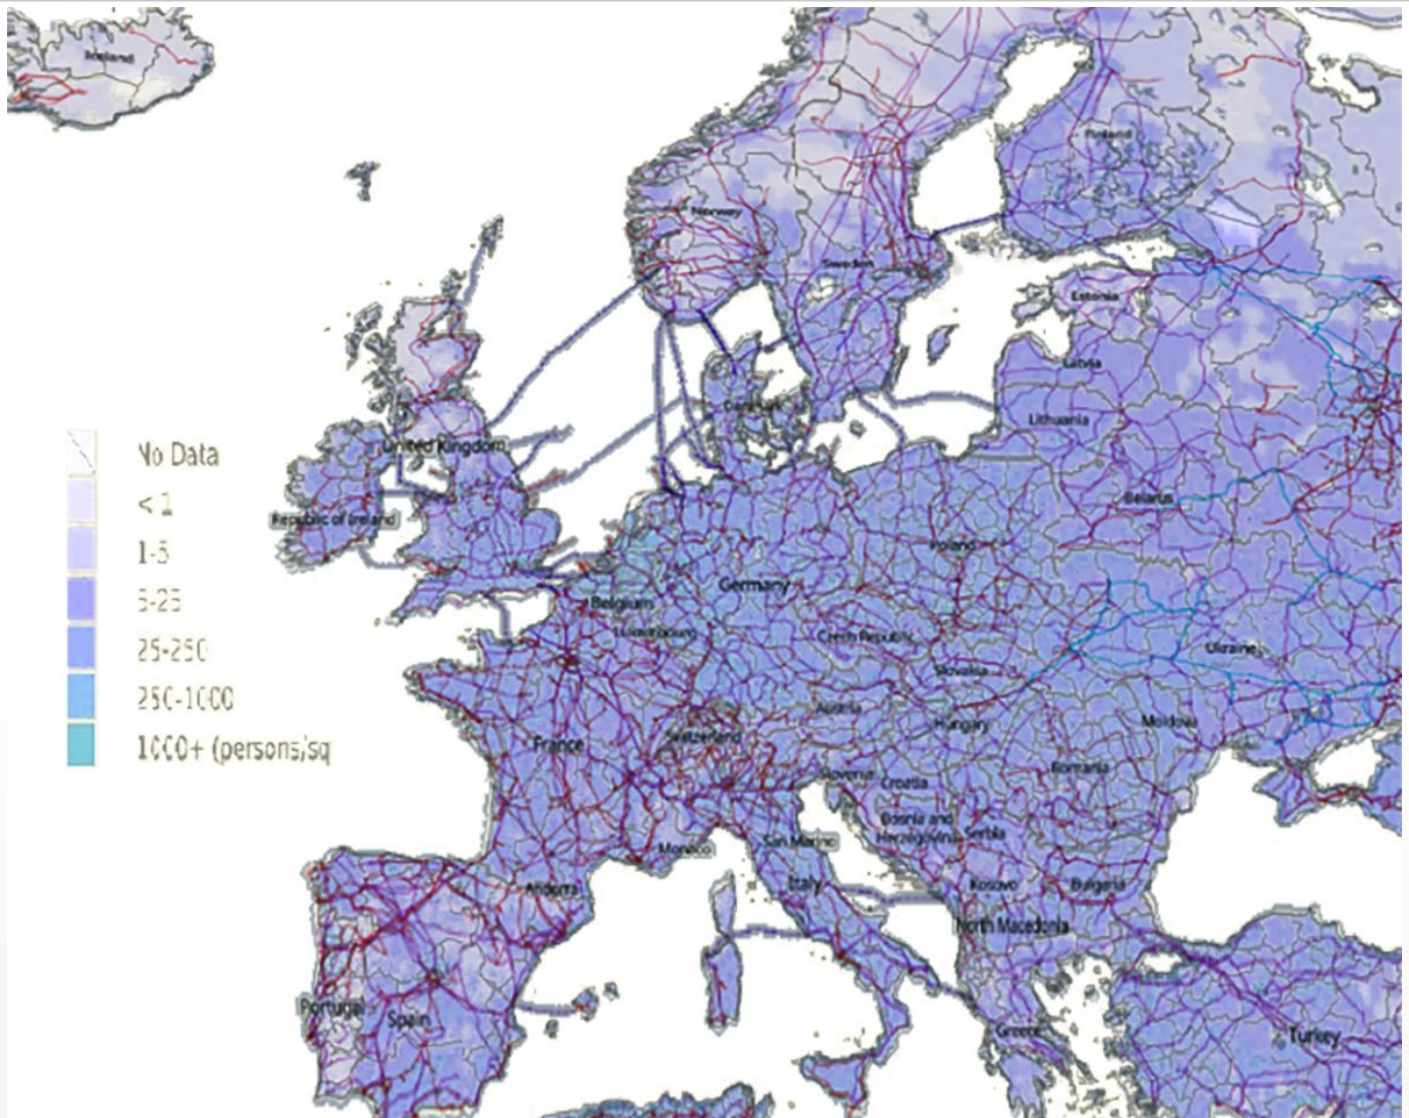 Iceland
Finland
Norway
Sweden
Estonia
Latvia
Denmark
Lithuania
United Kingdom
No Data
< 1
Belarus
Republic of Ireland
1-5
Poland
Germany
5-25
Belgium
Luxembourg
Czech Republic
25-250
Ukraine
Slovakia
250-1000
Austria
Hungary
Moldova
Switzerland
France
1000+ (persons/sq
Romania
Slovenia
Croatia
Bosnia and
Herzegovina
Serbia
San Marino
Monaco
Italy
Kosovo
Bulgaria
Andorra
North Macedonia
Portugal
Spain
Greece
Turkey